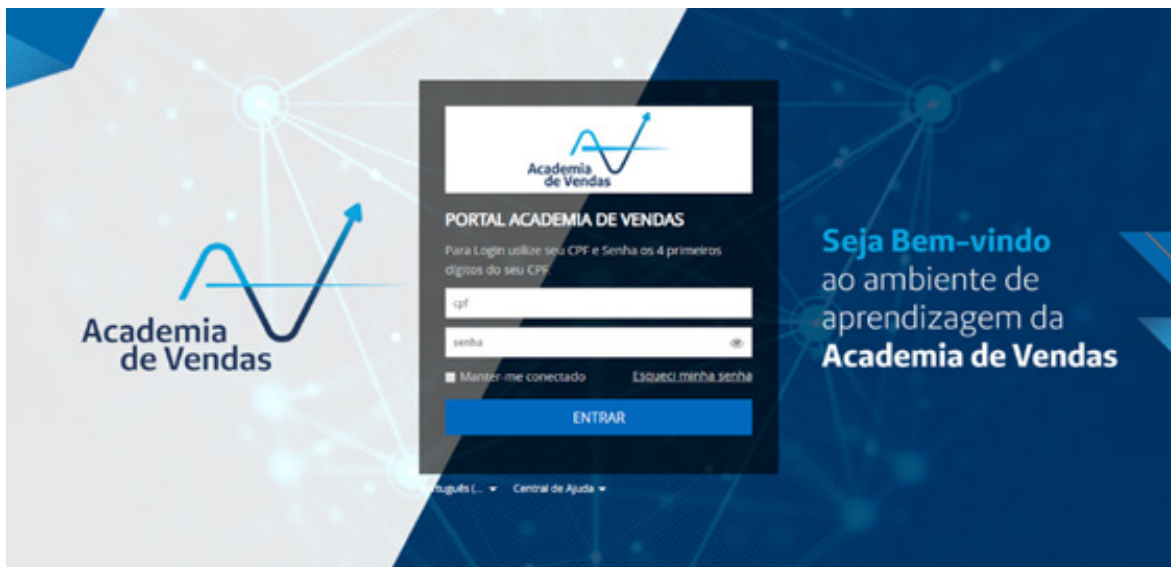 Academia
de Vendas
Academia
de Vendas
PORTAL ACADEMIA DE VENDAS
Para Login utilize seu CPF e Senha os 4 primeiros
dígitos do seu CPF.
cpf
senha
Manter-me conectado
Esqueci minha senha
ENTRAR
tuguês (...
Central de Ajuda
Seja Bem-vindo
ao ambiente de
aprendizagem da
Academia de Vendas